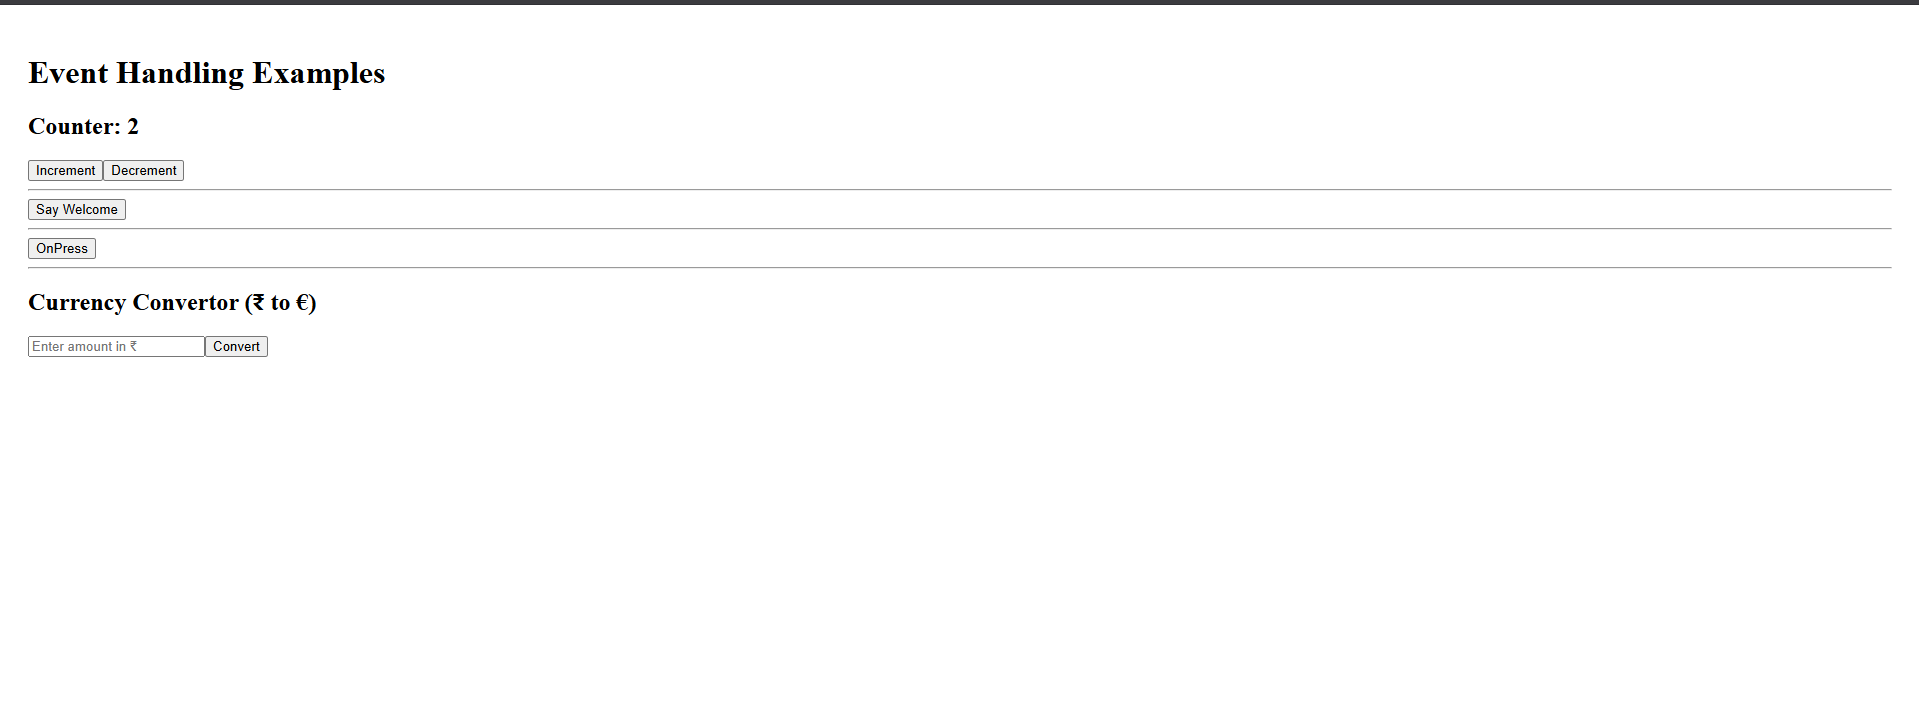 Event Handling Examples
Counter: 2
Increment Decrement
Say Welcome
OnPress
Currency Convertor (₹ to €)
Enter amount in ₹ Convert